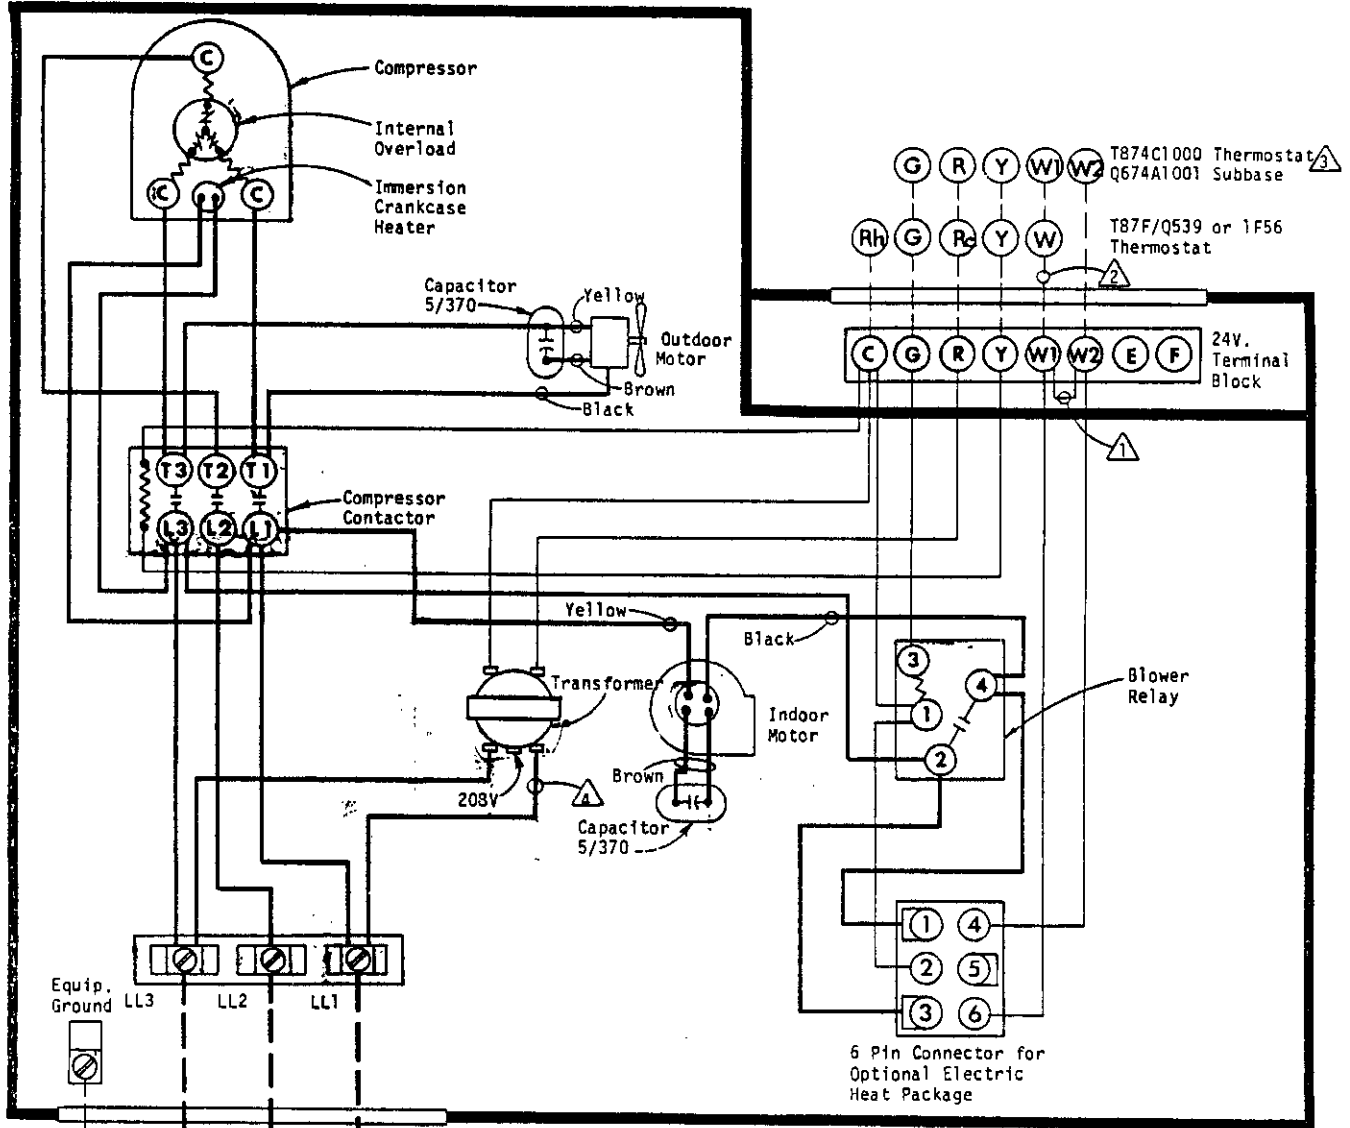 C
Compressor
Internal
Overload
C
C
Immersion
Crankcase
Heater
G
R
Y
W1
W2
T874C1000 Thermostat
3
Q674A1001 Subbase
Rh
G
Rc
Y
W
T87F/Q539 or 1F56
Thermostat
2
Capacitor
5/370
Yellow
Outdoor
Motor
Brown
Black
C
G
R
Y
W1
W2
E
F
24V.
Terminal
Block
1
T3
T2
T1
Compressor
Contactor
L3
L2
L1
Yellow
Black
Transformer
Indoor
Motor
3
4
1
2
Blower
Relay
208V
4
Brown
Capacitor
5/370
Equip.
Ground
LL3
LL2
LL1
1
4
2
5
3
6
6 Pin Connector for
Optional Electric
Heat Package